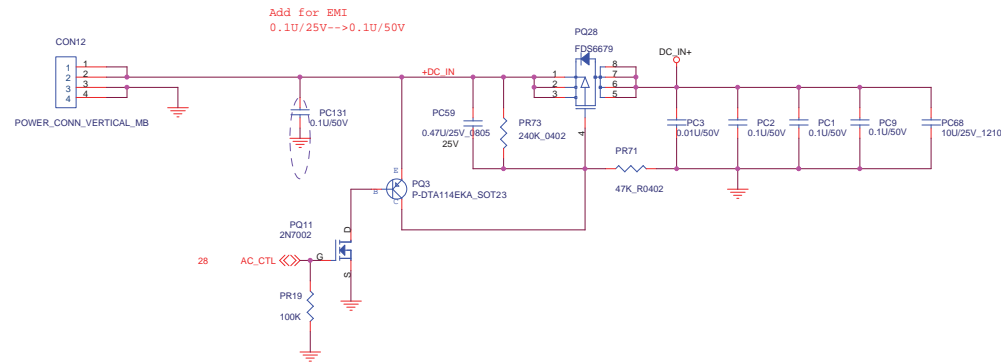 Add for EMI
0.1U/25V-->0.1U/50V
CON12
1 1
2 2
3 3
4 4
POWER_CONN_VERTICAL_MB
PC131
0.1U/50V
+DC_IN
PQ28
FDS6679
1
2
3
4
8
7
6
5
DC_IN+
PC59
0.47U/25V_0805
25V
PR73
240K_0402
PR71
47K_R0402
PC3
0.01U/50V
PC2
0.1U/50V
PC1
0.1U/50V
PC9
0.1U/50V
PC68
10U/25V_1210
E
B
C
PQ3
P-DTA114EKA_SOT23
PQ11
2N7002
D
G
S
28
AC_CTL
PR19
100K